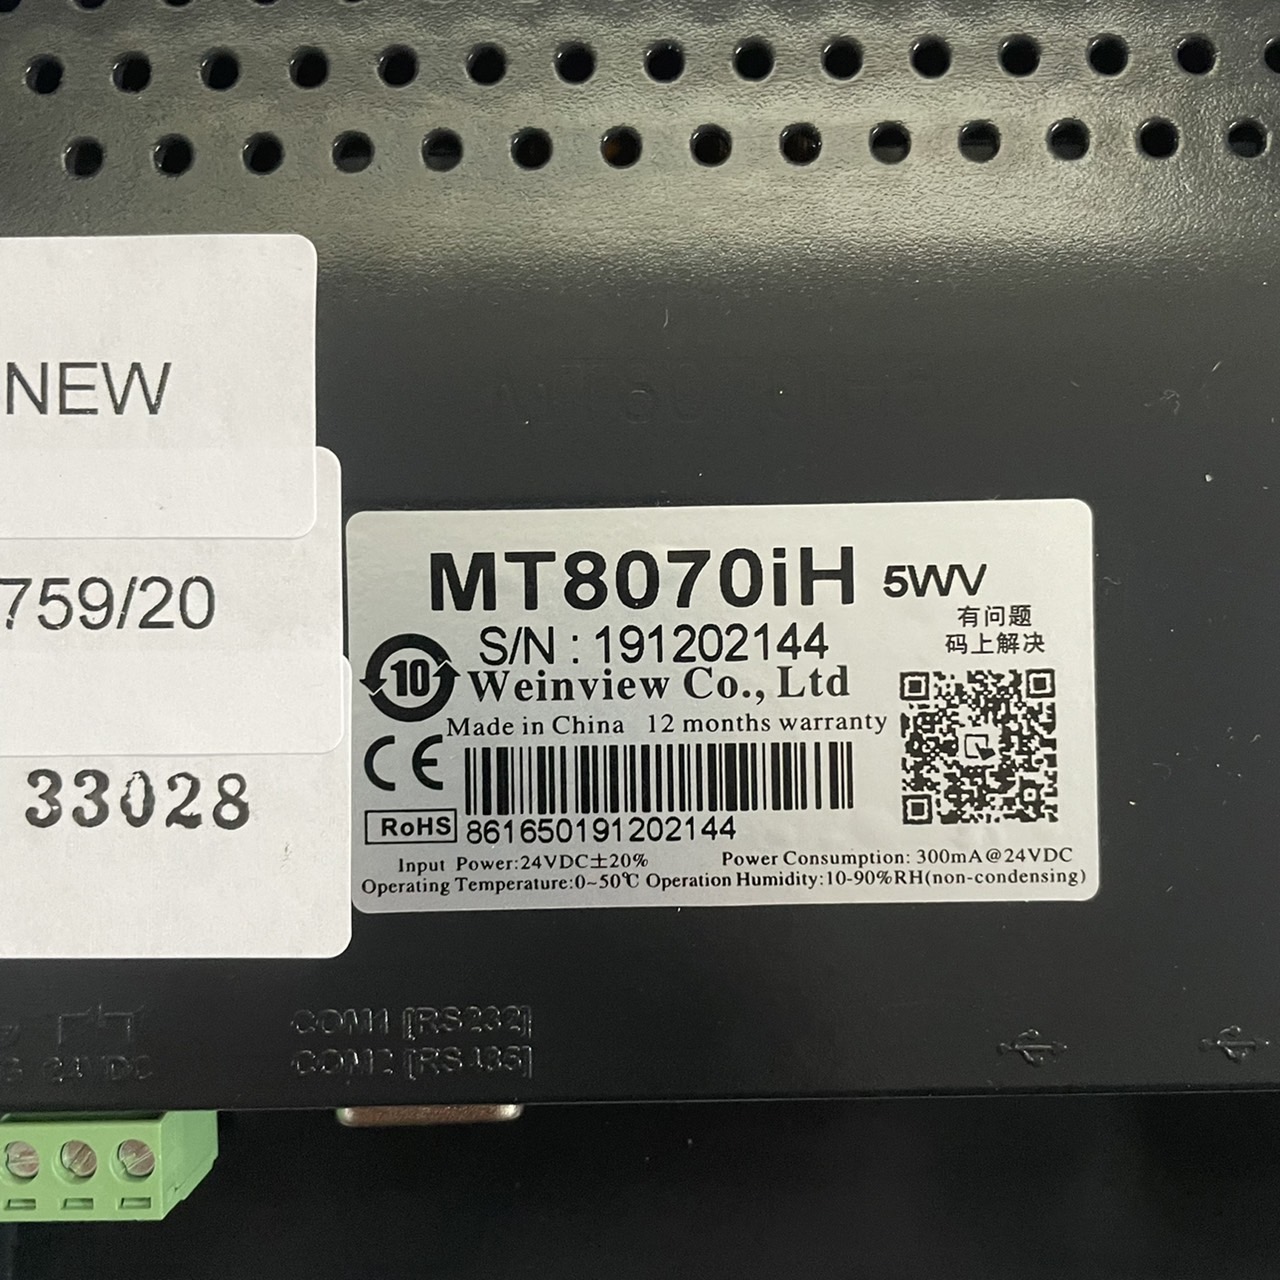 NEW
759/20
33028
MT8070iH 5WV
S/N : 191202144
有问题
码上解决
10
Weinview Co., Ltd
Made in China 12 months warranty
CE
RoHS
861650191202144
Input Power:24VDC±20% Power Consumption: 300mA@24VDC
Operating Temperature:0~50℃ Operation Humidity:10-90%RH(non-condensing)
COM1 [RS232]
COM2 [RS485]
24VDC